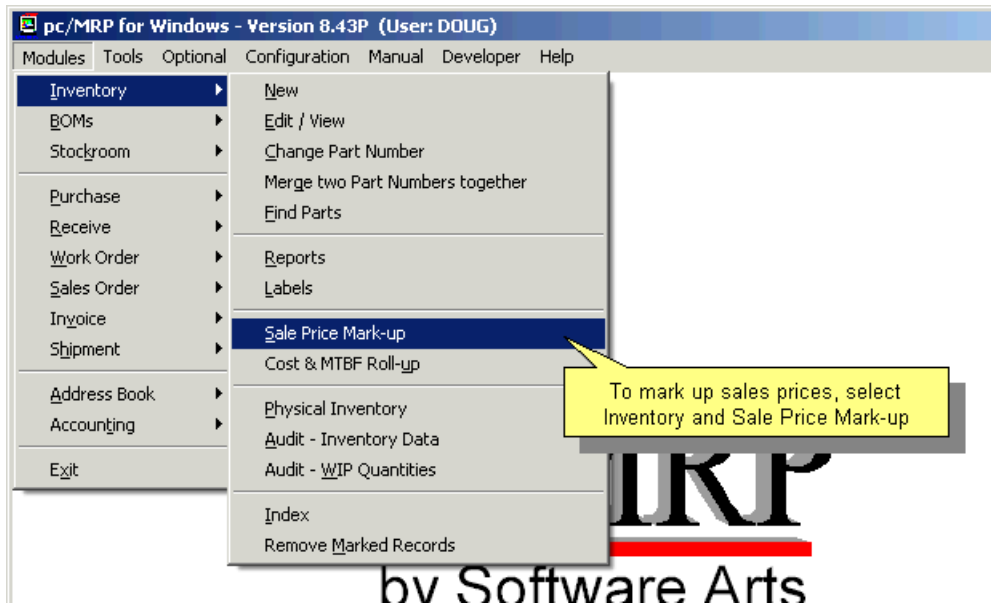 pc/MRP for Windows - Version 8.43P (User: DOUG)
Modules Tools Optional Configuration Manual Developer Help
Inventory
BOMs
Stockroom
Purchase
Receive
Work Order
Sales Order
Invoice
Shipment
Address Book
Accounting
Exit
New
Edit / View
Change Part Number
Merge two Part Numbers together
Find Parts
Reports
Labels
Sale Price Mark-up
Cost & MTBF Roll-up
Physical Inventory
Audit - Inventory Data
Audit - WIP Quantities
Index
Remove Marked Records
To mark up sales prices, select
Inventory and Sale Price Mark-up
MRP
by Software Arts